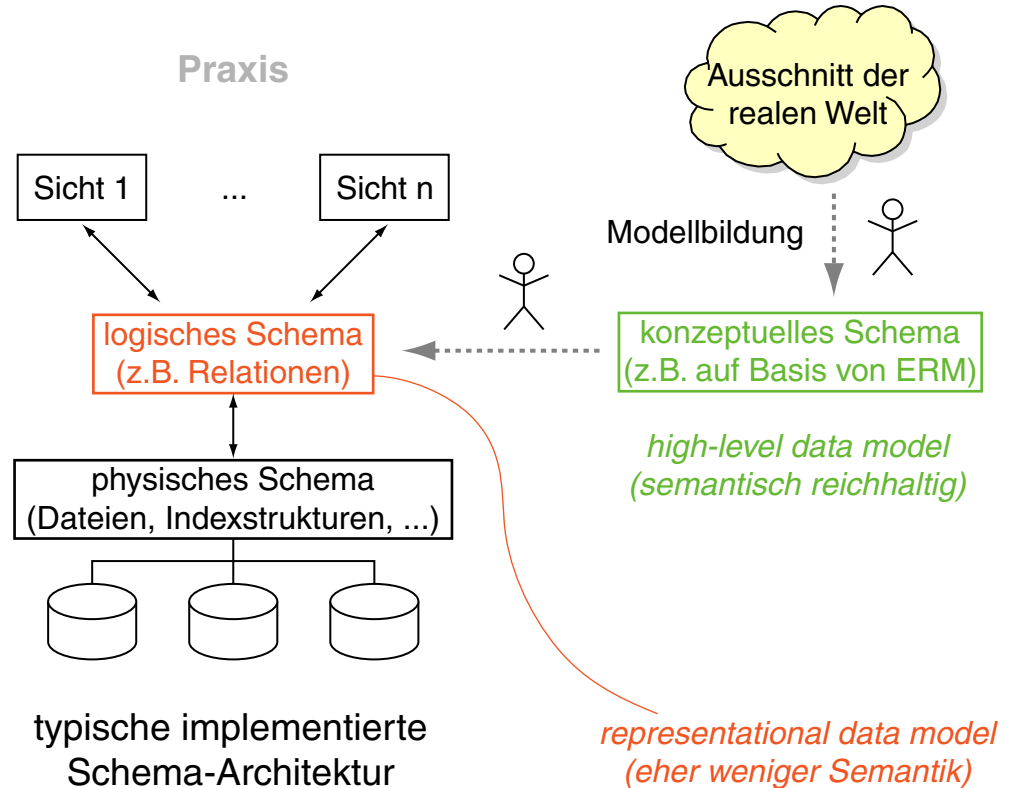 Praxis
Ausschnitt der
realen Welt
Sicht 1
...
Sicht n
Modellbildung
logisches Schema
(z.B. Relationen)
konzeptuelles Schema
(z.B. auf Basis von ERM)
high-level data model
(semantisch reichhaltig)
physisches Schema
(Dateien, Indexstrukturen, ...)
typische implementierte
Schema-Architektur
representational data model
(eher weniger Semantik)